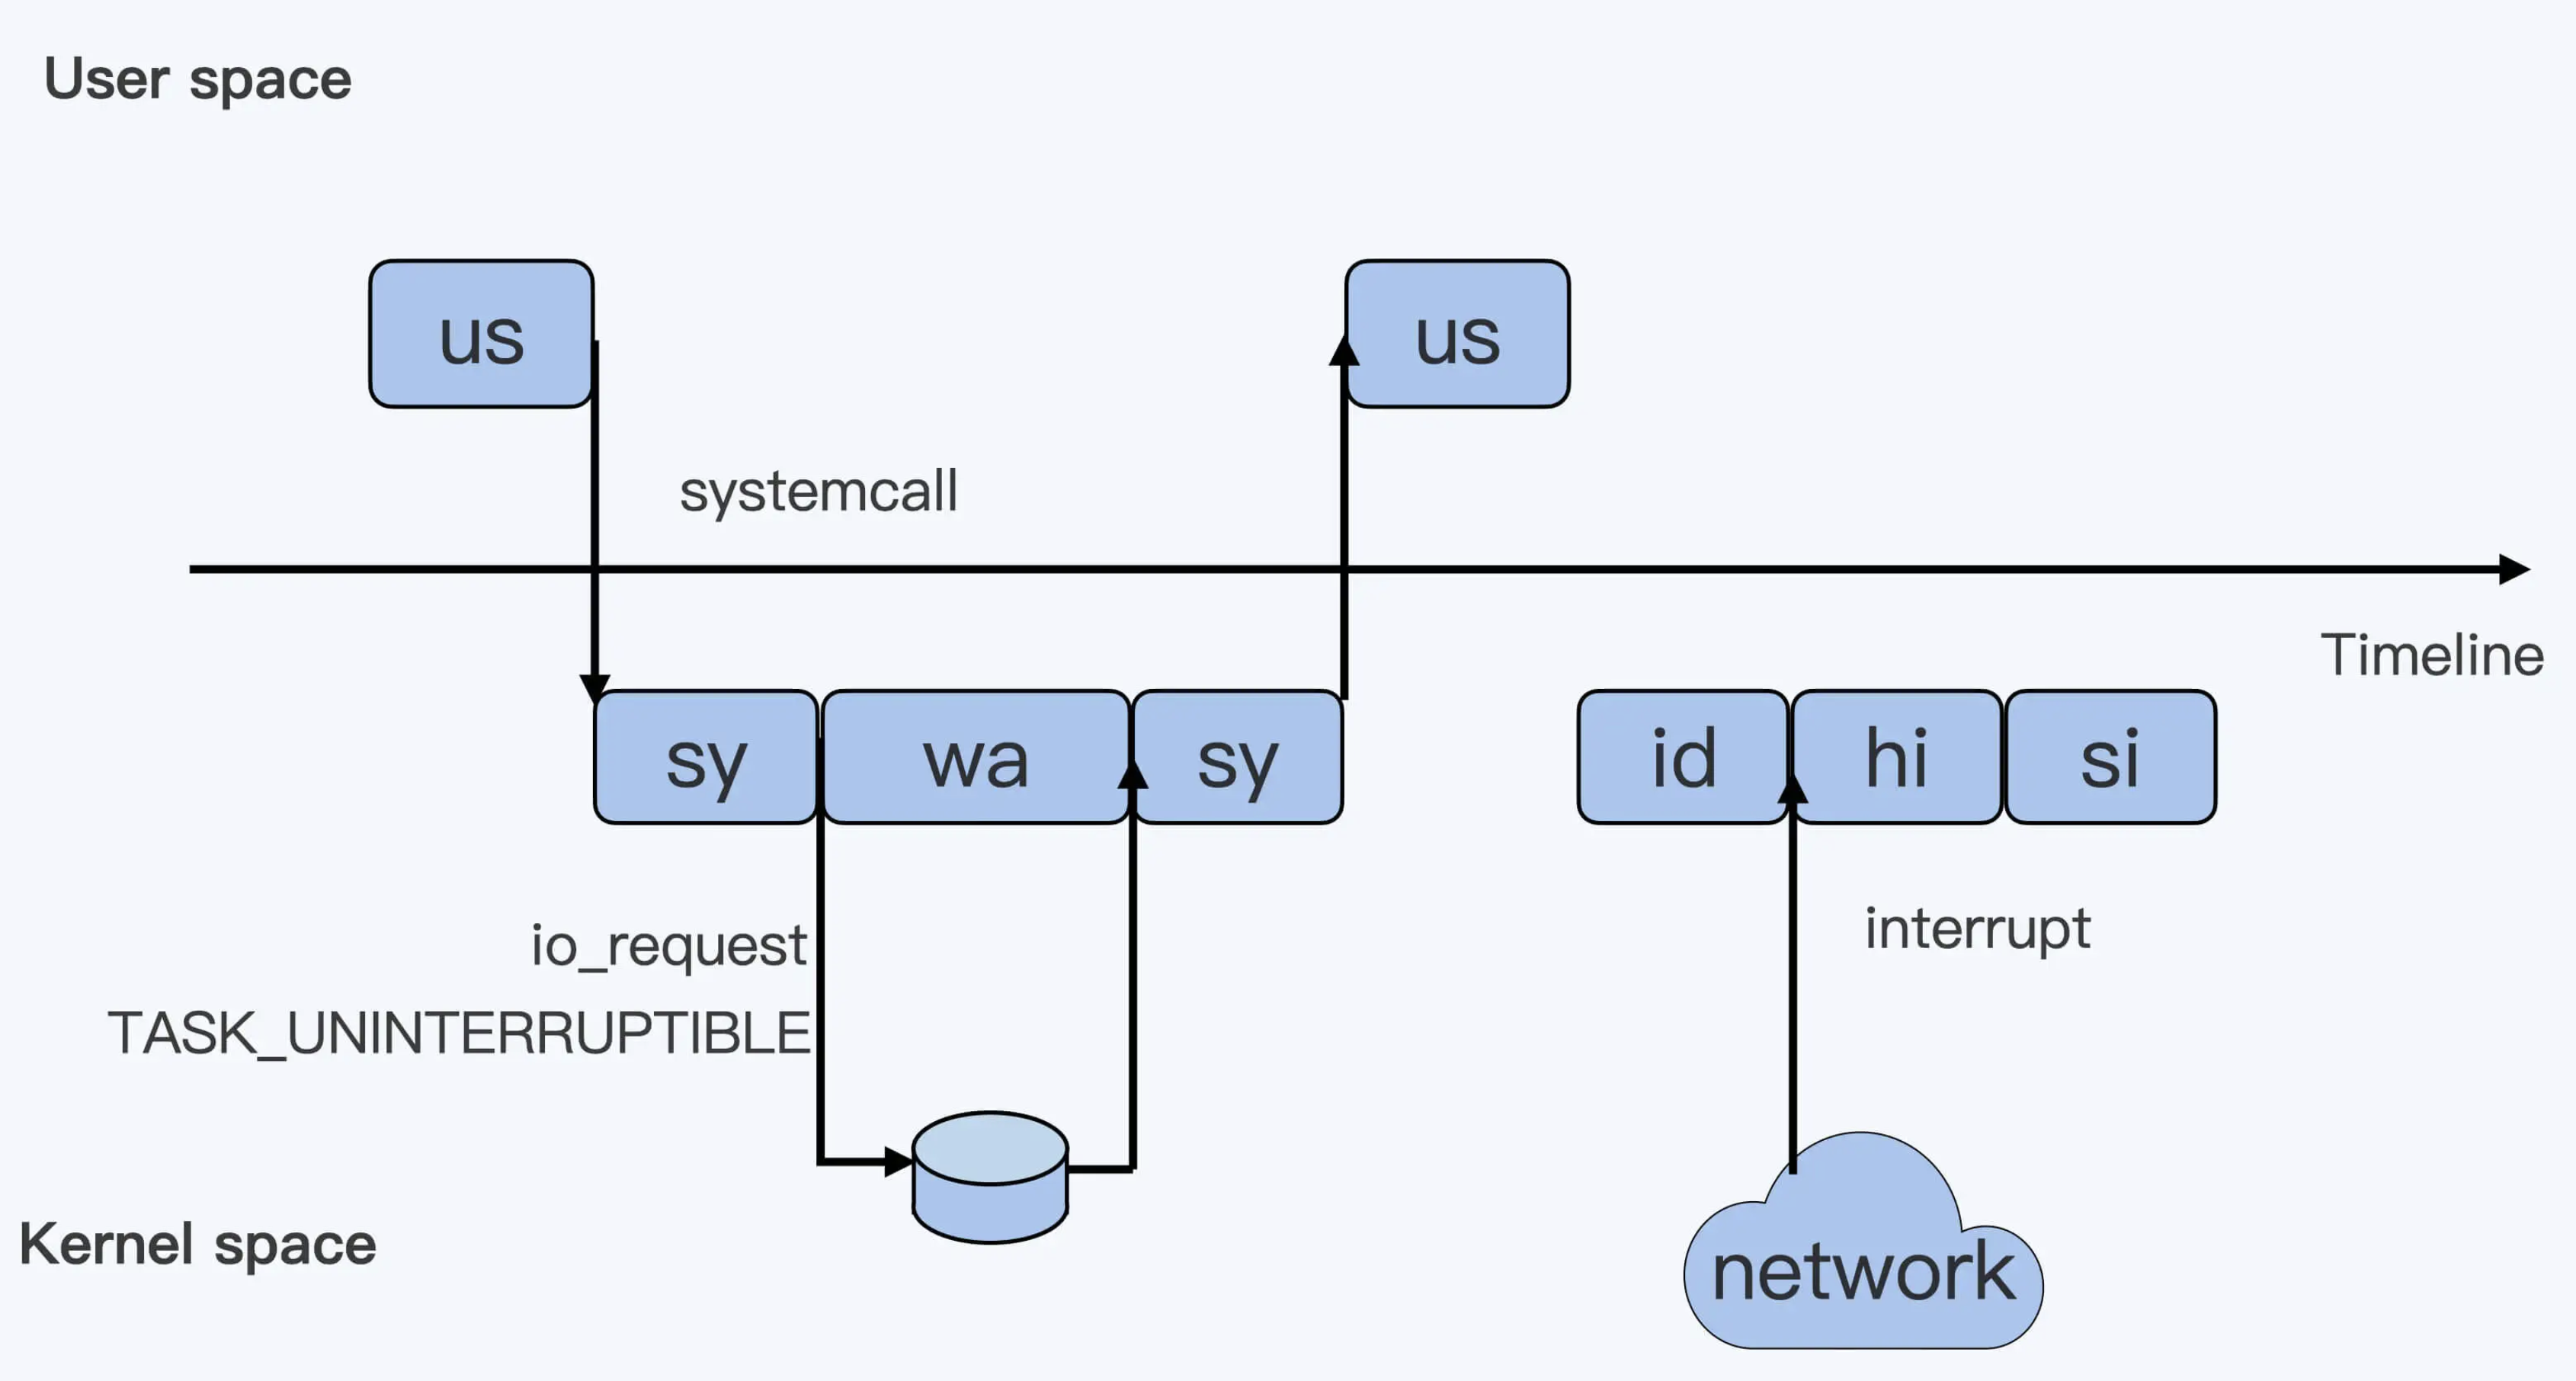 User space
us
us
systemcall
Timeline
sy
wa
sy
id
hi
si
io_request
interrupt
TASK_UNINTERRUPTIBLE
Kernel space
network